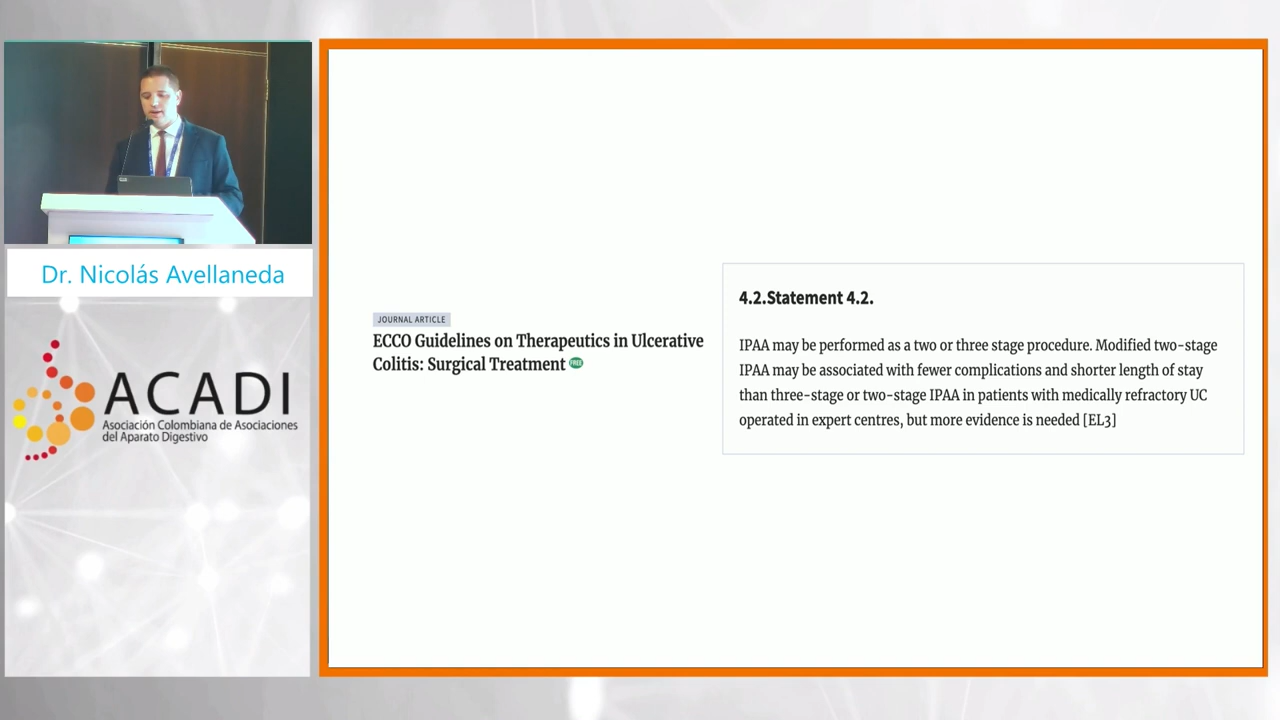 Dr. Nicolás Avellaneda
ACADI
Asociación Colombiana de Asociaciones
del Aparato Digestivo
JOURNAL ARTICLE
ECCO Guidelines on Therapeutics in Ulcerative
Colitis: Surgical Treatment FREE
4.2.Statement 4.2.
IPAA may be performed as a two or three stage procedure. Modified two-stage
IPAA may be associated with fewer complications and shorter length of stay
than three-stage or two-stage IPAA in patients with medically refractory UC
operated in expert centres, but more evidence is needed [EL3]